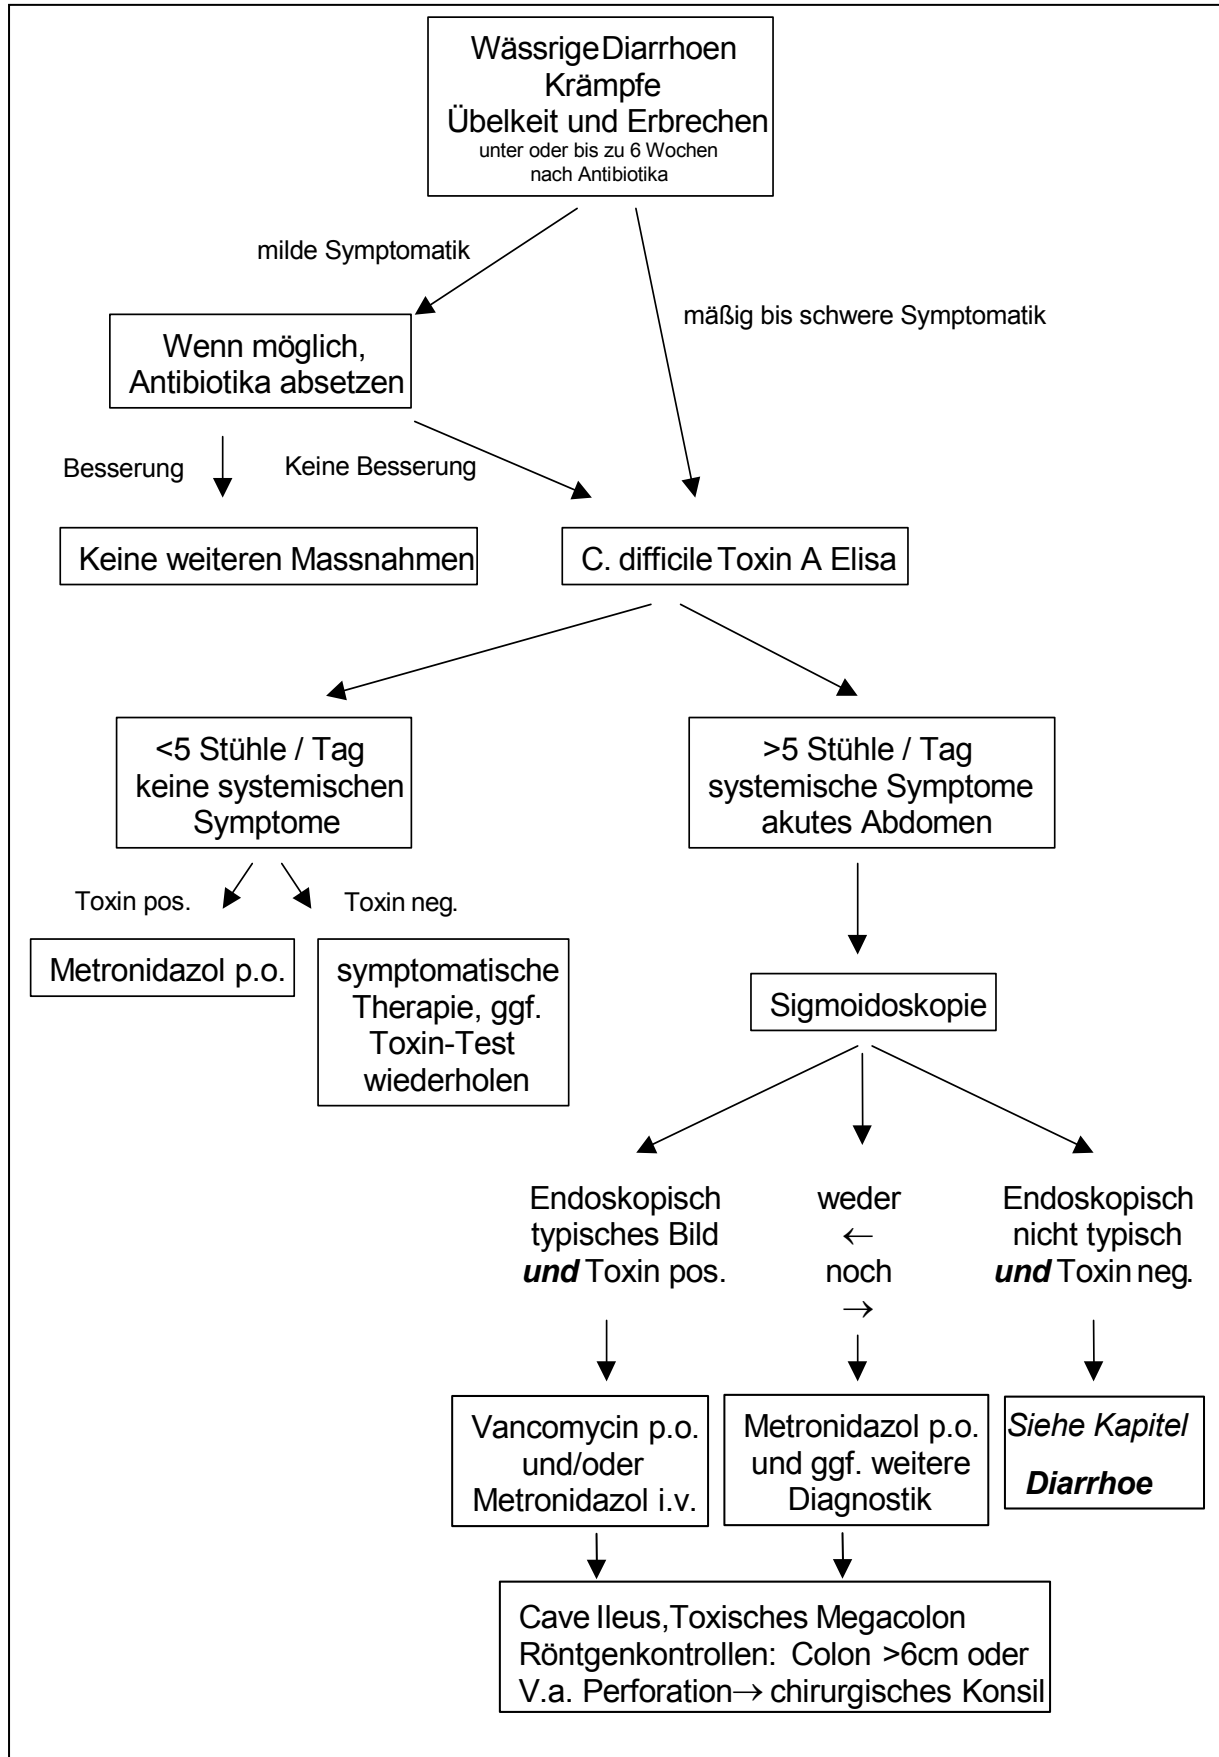 Wässrige Diarrhoen
Krämpfe
Übelkeit und Erbrechen
unter oder bis zu 6 Wochen
nach Antibiotika
milde Symptomatik
mäßig bis schwere Symptomatik
Wenn möglich,
Antibiotika absetzen
Besserung
Keine Besserung
Keine weiteren Massnahmen
C. difficile Toxin A Elisa
<5 Stühle / Tag
keine systemischen
Symptome
>5 Stühle / Tag
systemische Symptome
akutes Abdomen
Toxin pos.
Toxin neg.
Metronidazol p.o.
symptomatische
Therapie, ggf.
Toxin-Test
wiederholen
Sigmoidoskopie
Endoskopisch
typisches Bild
und Toxin pos.
weder
←
noch
→
Endoskopisch
nicht typisch
und Toxin neg.
Vancomycin p.o.
und/oder
Metronidazol i.v.
Metronidazol p.o.
und ggf. weitere
Diagnostik
Siehe Kapitel
Diarrhoe
Cave Ileus,Toxisches Megacolon
Röntgenkontrollen: Colon >6cm oder
V.a. Perforation→ chirurgisches Konsil